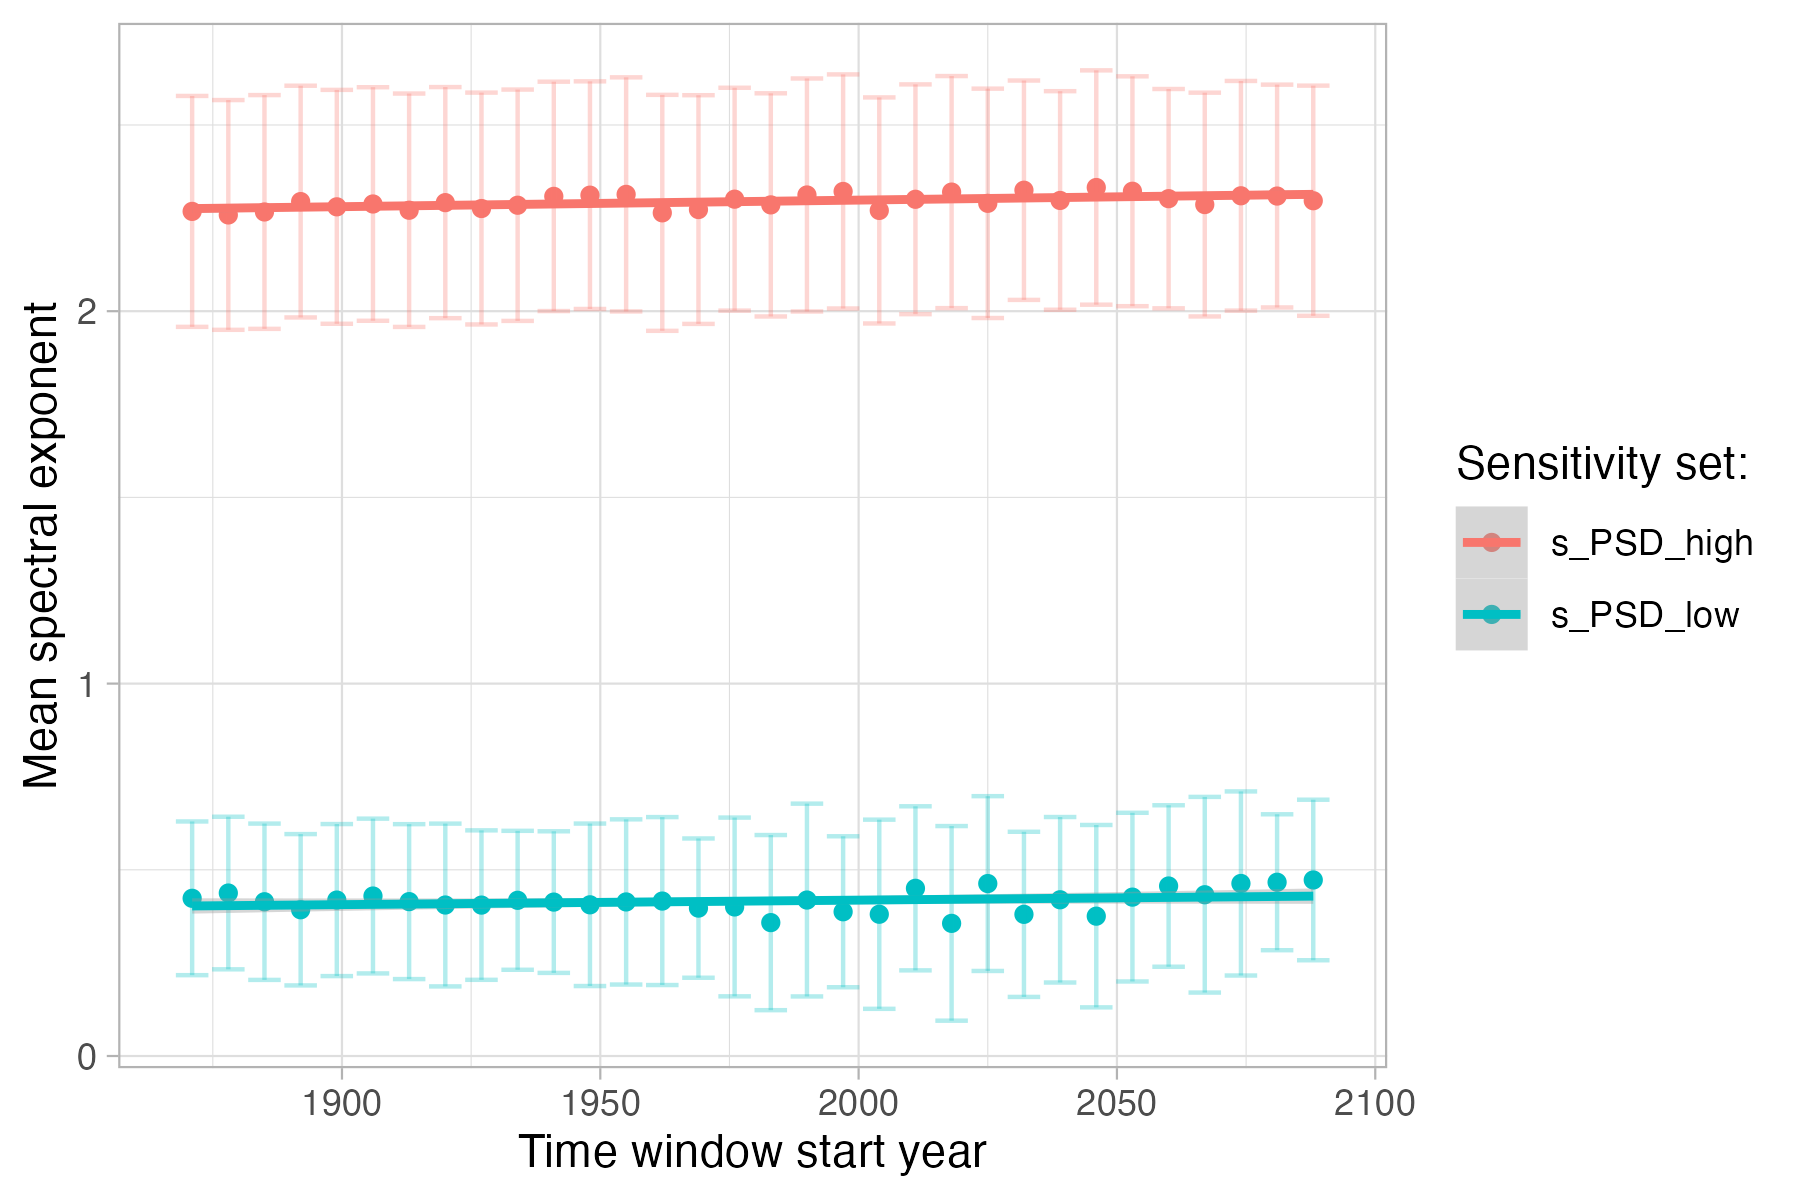 Mean spectral exponent
2
1
0
1900 1950 2000 2050 2100
Time window start year
Sensitivity set:
s_PSD_high
s_PSD_low